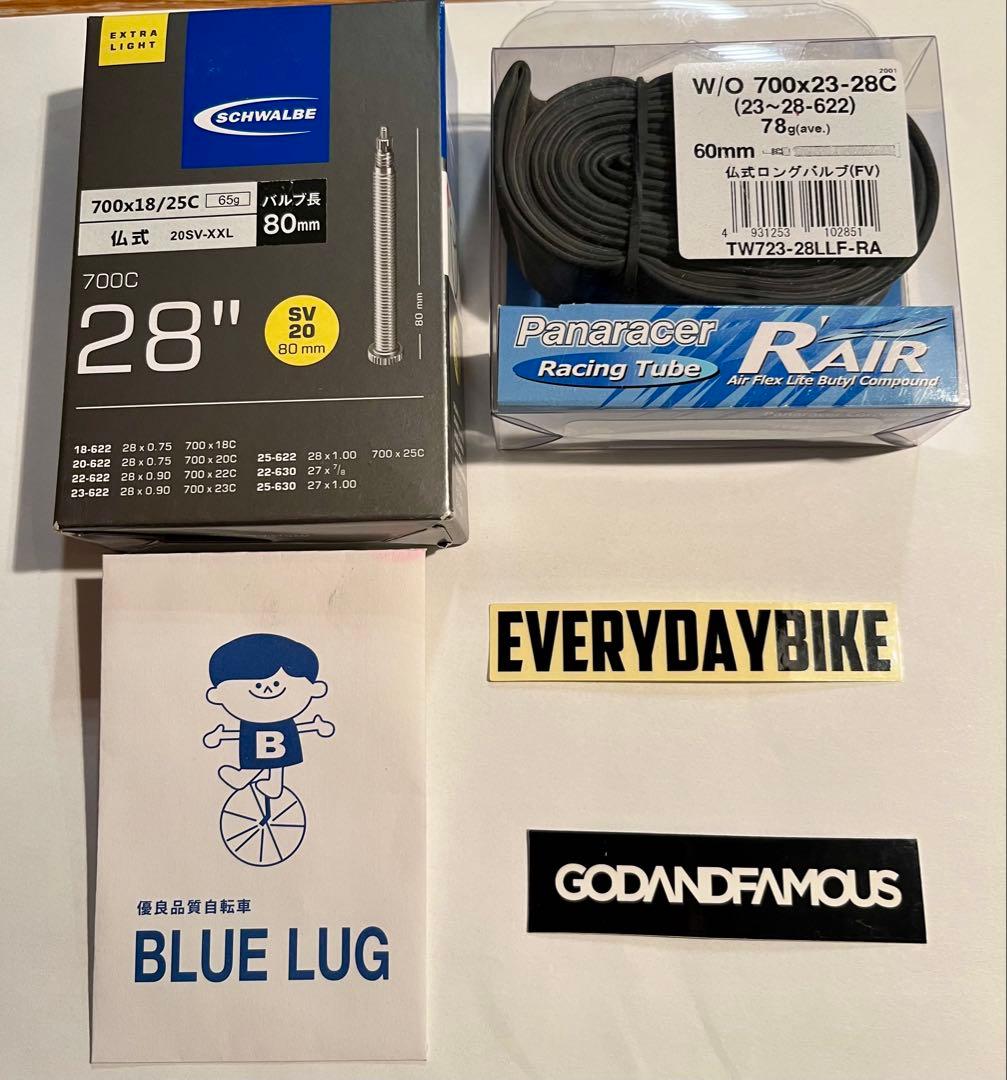 EXTRA
LIGHT
SCHWALBE
700x18/25C 65g
仏式 20SV-XXL
バルブ長
80mm
700C
28"
SV
20
80 mm
80 mm
18-622 28 x 0.75 700 x 18C
20-622 28 x 0.75 700 x 20C
22-622 28 x 0.90 700 x 22C
23-622 28 x 0.90 700 x 23C
25-622 28 x 1.00 700 x 25C
22-630 27 x 7/8
25-630 27 x 1.00
2001
W/O 700x23-28C
(23~28-622)
78g(ave.)
60mm
仏式ロングバルブ(FV)
4 931253 102851
TW723-28LLF-RA
Panaracer
Racing Tube
R'AIR
Air Flex Lite Butyl Compound
EVERYDAYBIKE
GODANDFAMOUS
B
優良品質自転車
BLUE LUG